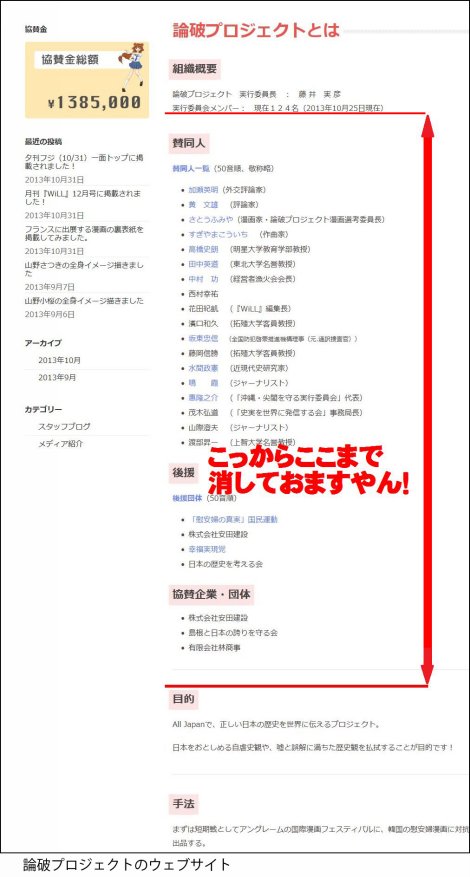 協賛金
協賛金総額
¥1385,000
最近の投稿
夕刊フジ（10/31）一面トップに掲
載されました！
2013年10月31日
月刊『WiLL』12月号に掲載されま
した！
2013年10月31日
フランスに出展する漫画の裏表紙を
掲載してみました。
2013年10月31日
山野さつきの全身イメージ描きまし
た
2013年9月7日
山野小桜の全身イメージ描きました
2013年9月6日
アーカイブ
2013年10月
2013年9月
カテゴリー
スタッフブログ
メディア紹介
論破プロジェクトとは
組織概要
論破プロジェクト　実行委員長　：　藤井　実彦
実行委員会メンバー：　現在１２４名（2013年10月25日現在）
賛同人
賛同人一覧（50音順、敬称略）
加瀬英明（外交評論家）
黄　文雄　（評論家）
さとうふみや（漫画家・論破プロジェクト漫画選考委員長）
すぎやまこういち　（作曲家）
高橋史朗　（明星大学教育学部教授）
田中英道　（東北大学名誉教授）
中村　功　（経営者漁火会会長）
西村幸祐
花田紀凱　（『WiLL』編集長）
濱口和久　（拓殖大学客員教授）
坂東忠信　（全国防犯啓蒙推進機構理事（元.通訳捜査官））
藤岡信勝　（拓殖大学客員教授）
水間政憲　（近現代史研究家）
鳴　霞　（ジャーナリスト）
惠隆之介　（「沖縄・尖閣を守る実行委員会」代表）
茂木弘道　（「史実を世界に発信する会」事務局長）
山際澄夫　（ジャーナリスト）
渡部昇一　（上智大学名誉教授）
こっからここまで
消しておますやん!
後援
後援団体（50音順）
「慰安婦の真実」国民運動
株式会社安田建設
幸福実現党
日本の歴史を考える会
協賛企業・団体
株式会社安田建設
島根と日本の誇りを守る会
有限会社林商事
目的
All Japanで、正しい日本の歴史を世界に伝えるプロジェクト。
日本をおとしめる自虐史観や、嘘と誤解に満ちた歴史観を払拭することが目的です！
手法
まずは短期戦としてアングレームの国際漫画フェスティバルに、韓国の慰安婦漫画に対抗
出品する。
論破プロジェクトのウェブサイト